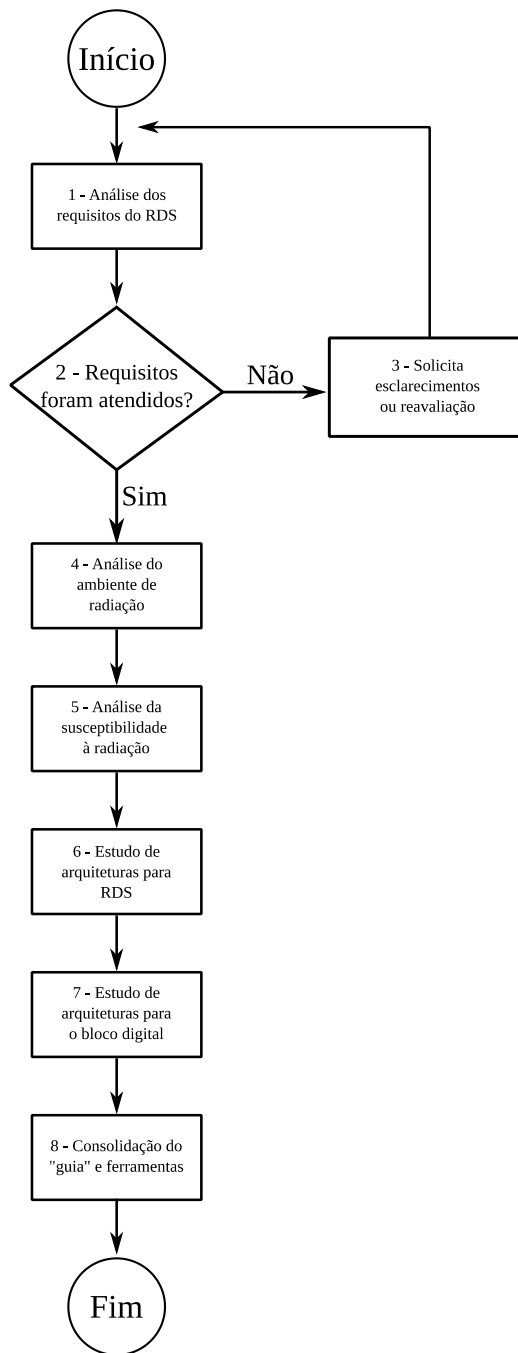 Início
1 - Análise dos
requisitos do RDS
2 - Requisitos
foram atendidos?
Não
3 - Solicita
esclarecimentos
ou reavaliação
Sim
4 - Análise do
ambiente de
radiação
5 - Análise da
susceptibilidade
à radiação
6 - Estudo de
arquiteturas para
RDS
7 - Estudo de
arquiteturas para
o bloco digital
8 - Consolidação do
"guia" e ferramentas
Fim